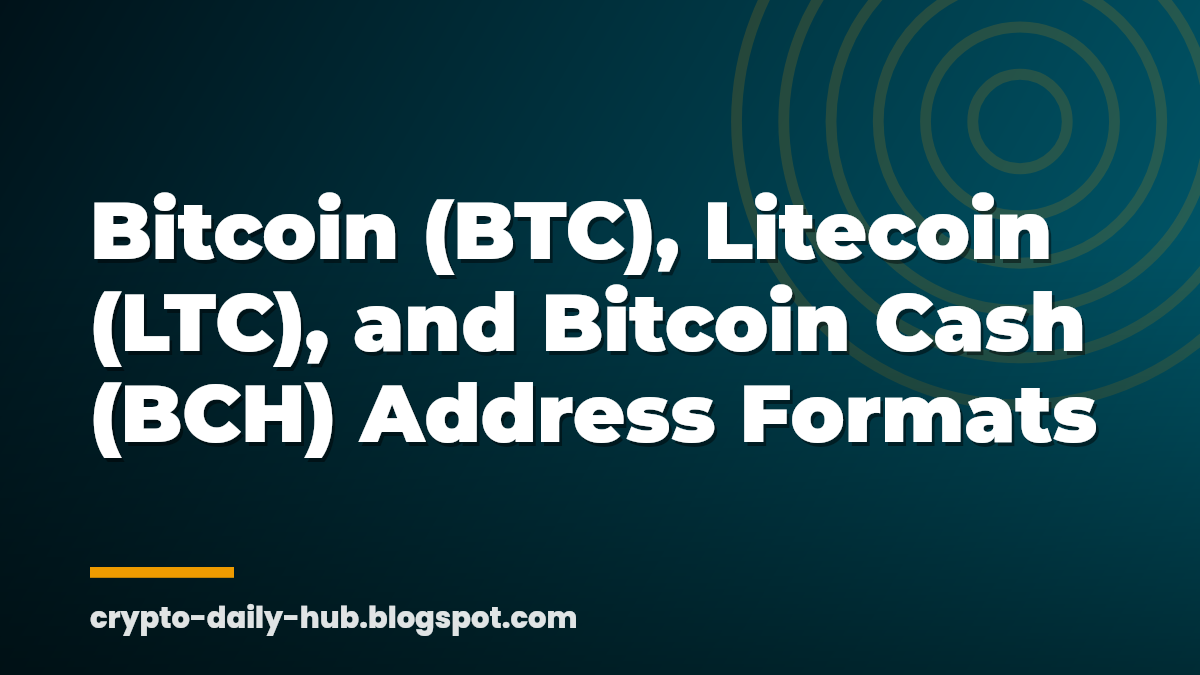 Bitcoin (BTC), Litecoin
(LTC), and Bitcoin Cash
(BCH) Address Formats
crypto-daily-hub.blogspot.com